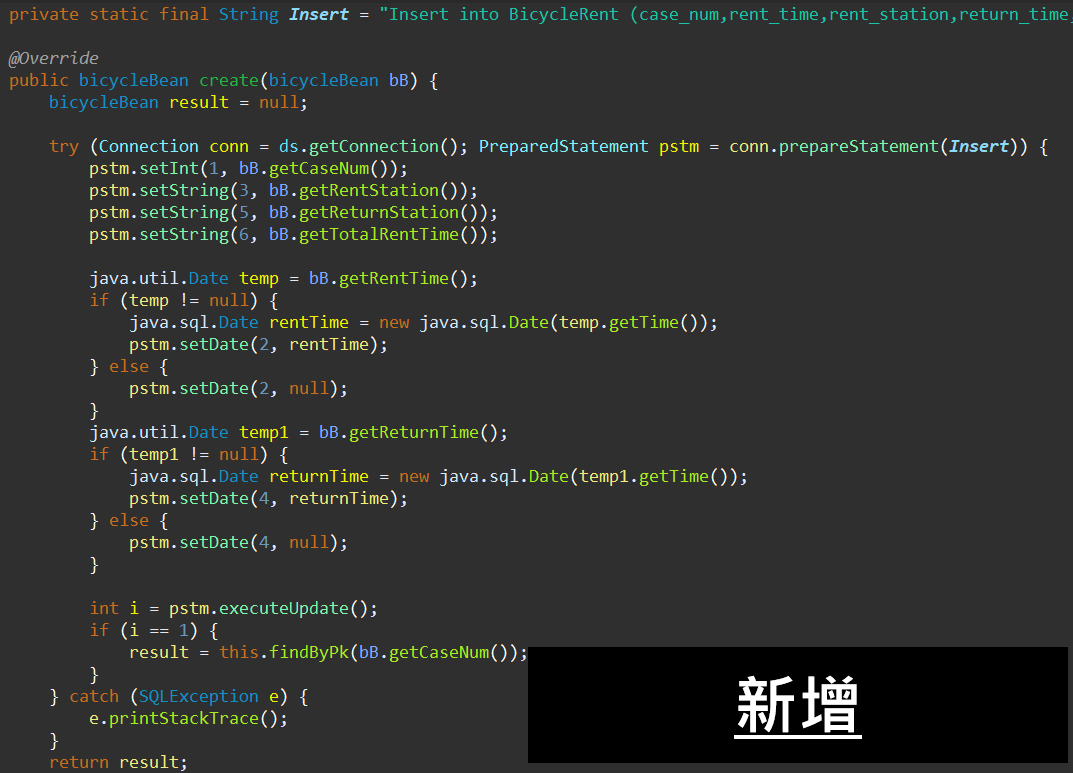 private static final String Insert = "Insert into BicycleRent (case_num,rent_time,rent_station,return_time,
@Override
public bicycleBean create(bicycleBean bB) {
    bicycleBean result = null;
    try (Connection conn = ds.getConnection(); PreparedStatement pstm = conn.prepareStatement(Insert)) {
        pstm.setInt(1, bB.getCaseNum());
        pstm.setString(3, bB.getRentStation());
        pstm.setString(5, bB.getReturnStation());
        pstm.setString(6, bB.getTotalRentTime());
        java.util.Date temp = bB.getRentTime();
        if (temp != null) {
            java.sql.Date rentTime = new java.sql.Date(temp.getTime());
            pstm.setDate(2, rentTime);
        } else {
            pstm.setDate(2, null);
        }
        java.util.Date temp1 = bB.getReturnTime();
        if (temp1 != null) {
            java.sql.Date returnTime = new java.sql.Date(temp1.getTime());
            pstm.setDate(4, returnTime);
        } else {
            pstm.setDate(4, null);
        }
        int i = pstm.executeUpdate();
        if (i == 1) {
            result = this.findByPk(bB.getCaseNum());
        }
    } catch (SQLException e) {
        e.printStackTrace();
    }
    return result;
新增